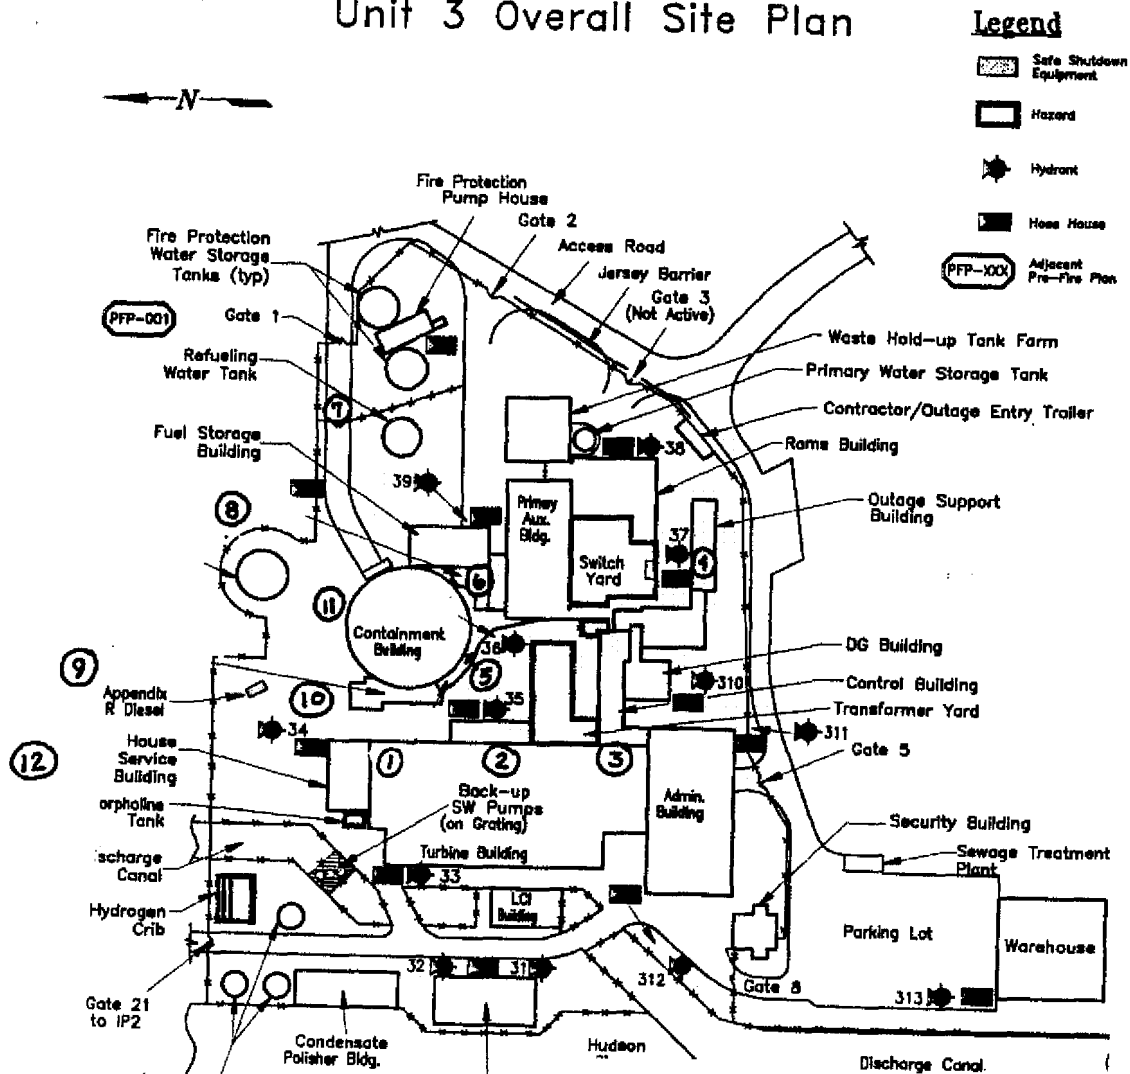 Unit 3 Overall Site Plan
Legend
Safe Shutdown
Equipment
Hazard
Hydrant
Hose House
PFP-XXX
Adjacent
Pre-Fire Plan
N
Fire Protection
Pump House
Gate 2
Access Road
Jersey Barrier
Gate 3
(Not Active)
Fire Protection
Water Storage
Tanks (typ)
PFP-001
Gate 1
Refueling
Water Tank
Waste Hold-up Tank Farm
Primary Water Storage Tank
Contractor/Outage Entry Trailer
Rams Building
7
Fuel Storage
Building
38
39
8
Outage Support
Building
Primary
Aux.
Bldg.
37
Switch
Yard
4
6
11
Containment
Building
36
5
DG Building
9
Appendix
R Diesel
10
35
310
Control Building
Transformer Yard
34
311
Gate 5
House
Service
Building
12
1
2
3
Back-up
SW Pumps
(on Grating)
Admin.
Building
orpholine
Tank
Security Building
scharge
Canal
Turbine Building
Sewage Treatment
Plant
33
Hydrogen
Crib
LCI
Building
Parking Lot
Warehouse
32
31
312
Gate 8
313
Gate 21
to IP2
Condensate
Polisher Bldg.
Hudson
Discharge Canal